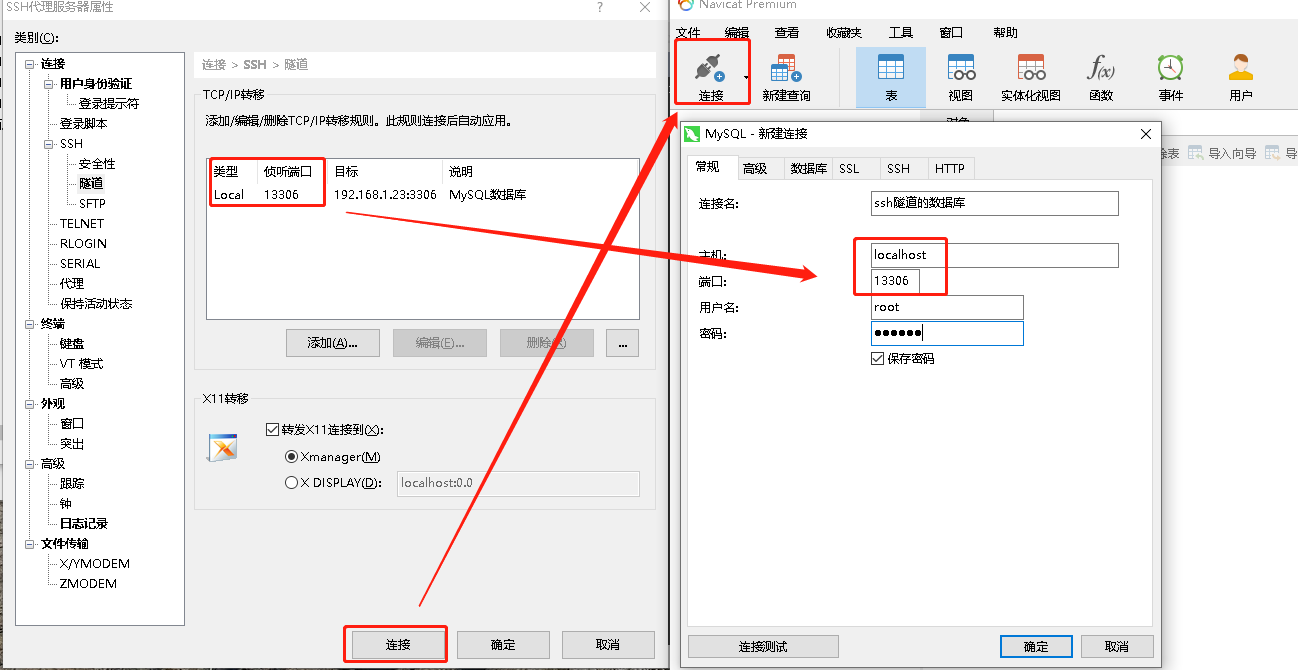 SSH代理服务器属性
?
类别(C):
连接
用户身份验证
登录提示符
登录脚本
SSH
安全性
隧道
SFTP
TELNET
RLOGIN
SERIAL
代理
保持活动状态
终端
键盘
VT 模式
高级
外观
窗口
突出
高级
跟踪
钟
日志记录
文件传输
X/YMODEM
ZMODEM
连接 > SSH > 隧道
TCP/IP转移
添加/编辑/删除TCP/IP转移规则。此规则连接后自动应用。
类型 侦听端口 目标 说明
Local 13306 192.168.1.23:3306 MySQL数据库
添加(A)... 编辑(E)... 删除(R) ...
X11转移
转发X11连接到(X):
Xmanager(M)
X DISPLAY(D): localhost:0.0
连接 确定 取消
Navicat Premium
文件 编辑 查看 收藏夹 工具 窗口 帮助
f(x)
连接 新建查询 表 视图 实体化视图 函数 事件 用户
对象
除表 导入向导 导
MySQL - 新建连接
常规 高级 数据库 SSL SSH HTTP
连接名: ssh隧道的数据库
主机: localhost
端口: 13306
用户名: root
密码: ●●●●●●
保存密码
连接测试 确定 取消